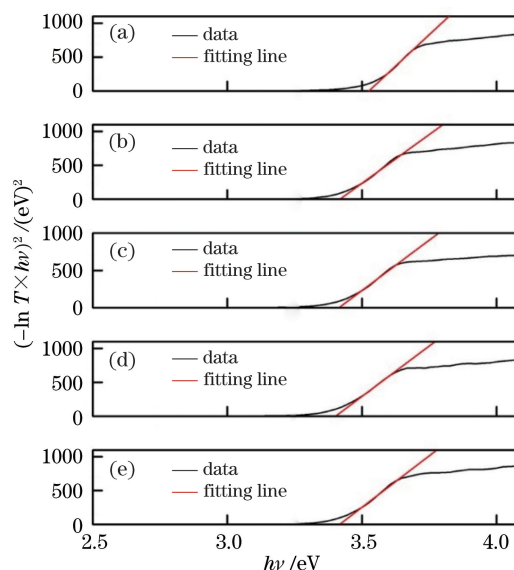 (−ln T×hν)² /(eV)²
1000
500
0
(a)
data
fitting line
1000
500
0
(b)
data
fitting line
1000
500
0
(c)
data
fitting line
1000
500
0
(d)
data
fitting line
1000
500
0
(e)
data
fitting line
2.5 3.0 3.5 4.0
hν /eV